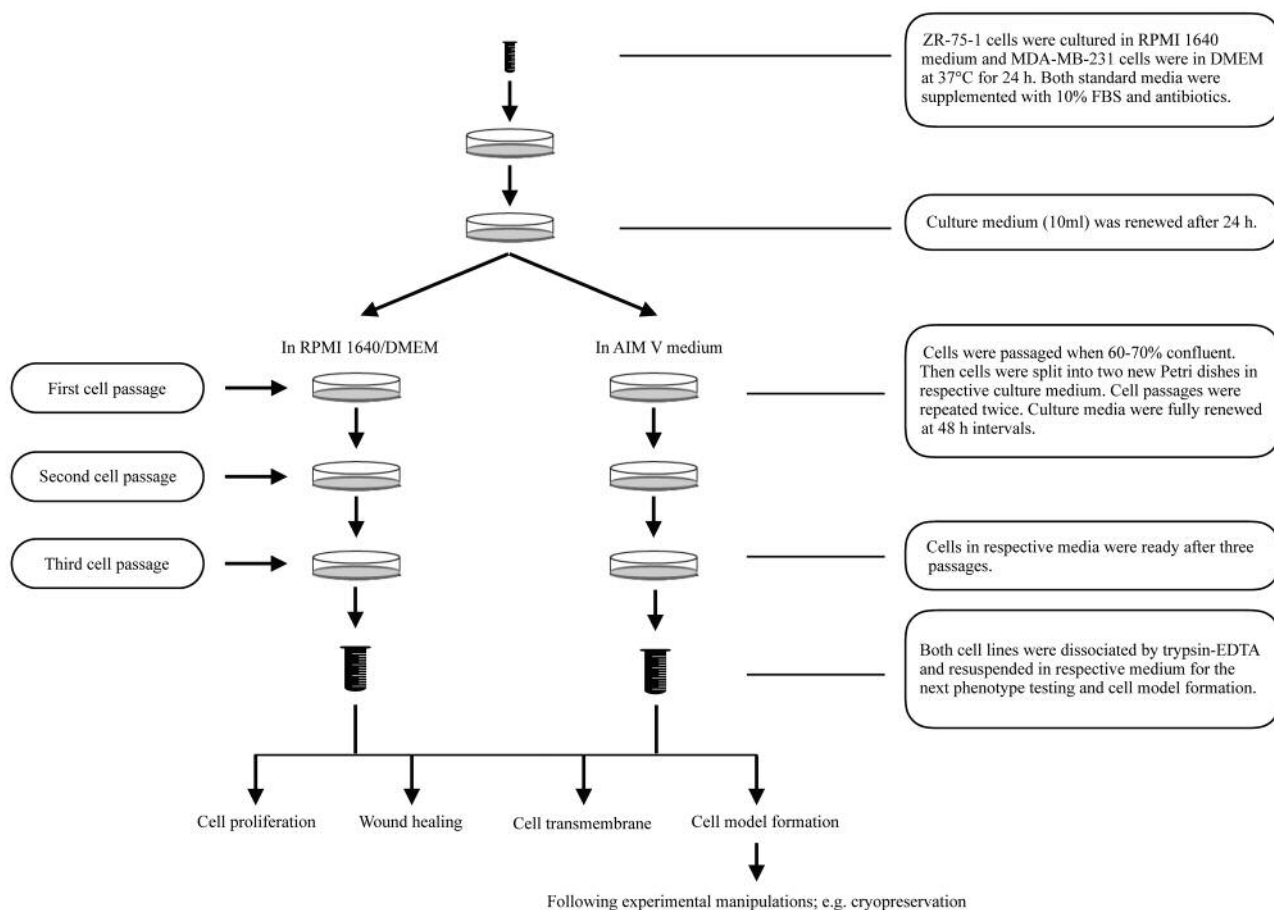 ZR-75-1 cells were cultured in RPMI 1640
medium and MDA-MB-231 cells were in DMEM
at 37°C for 24 h. Both standard media were
supplemented with 10% FBS and antibiotics.
Culture medium (10ml) was renewed after 24 h.
In RPMI 1640/DMEM
In AIM V medium
Cells were passaged when 60-70% confluent.
Then cells were split into two new Petri dishes in
respective culture medium. Cell passages were
repeated twice. Culture media were fully renewed
at 48 h intervals.
First cell passage
Second cell passage
Third cell passage
Cells in respective media were ready after three
passages.
Both cell lines were dissociated by trypsin-EDTA
and resuspended in respective medium for the
next phenotype testing and cell model formation.
Cell proliferation
Wound healing
Cell transmembrane
Cell model formation
Following experimental manipulations; e.g. cryopreservation